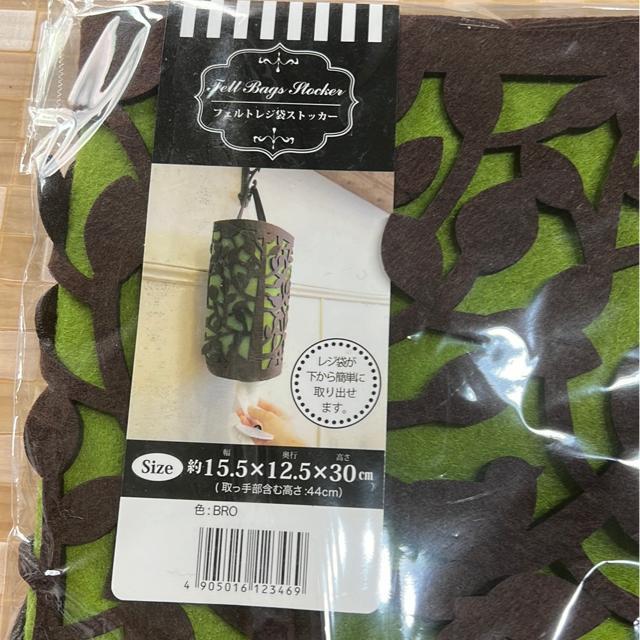 Felt Bags Stocker
フェルトレジ袋ストッカー
レジ袋が
下から簡単に
取り出せ
ます。
幅 奥行 高さ
Size 約15.5×12.5×30cm
(取っ手部含む高さ:44cm)
色:BRO
4 905016 123469